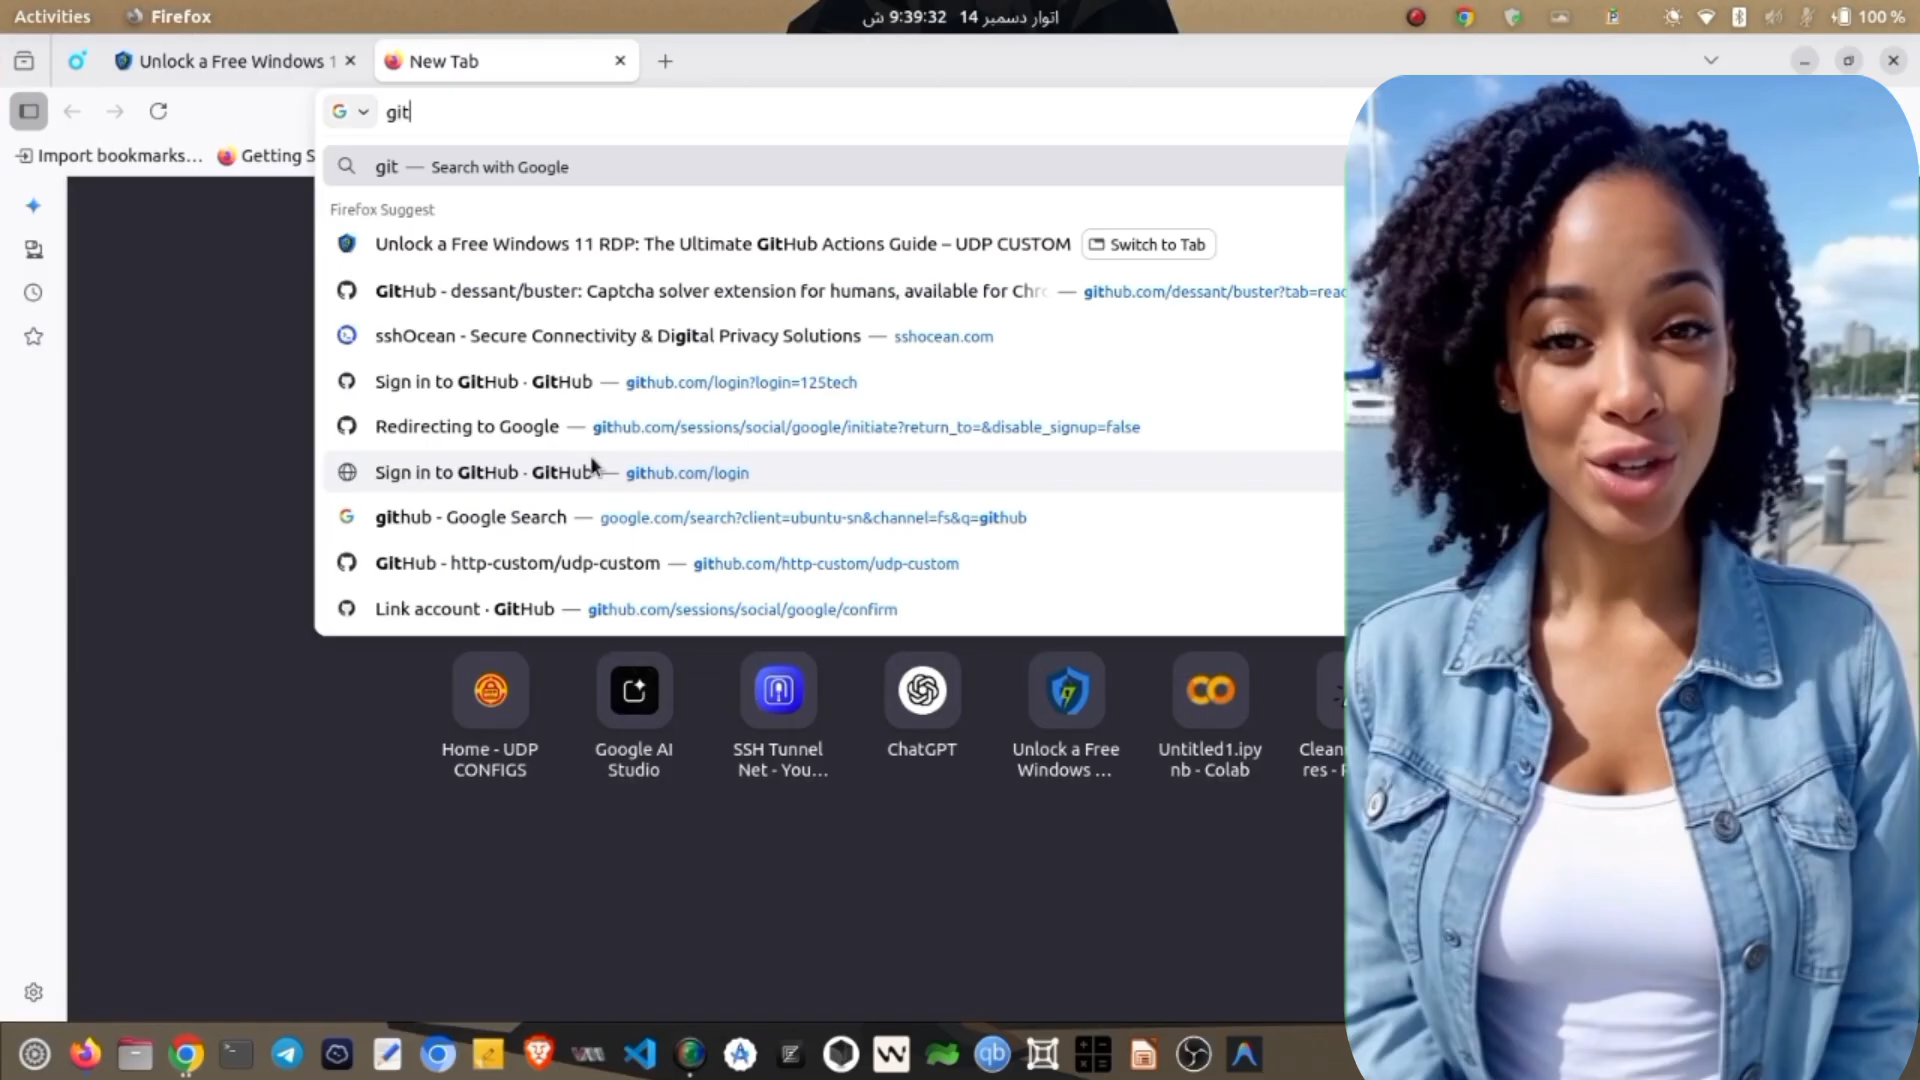 Activities
Firefox
اتوار دسمبر 14 9:39:32 ش
100 %
Unlock a Free Windows 1
New Tab
git
Import bookmarks...
Getting S
git — Search with Google
Firefox Suggest
Unlock a Free Windows 11 RDP: The Ultimate GitHub Actions Guide – UDP CUSTOM
Switch to Tab
GitHub - dessant/buster: Captcha solver extension for humans, available for Chr — github.com/dessant/buster?tab=reac
sshOcean - Secure Connectivity & Digital Privacy Solutions — sshocean.com
Sign in to GitHub · GitHub — github.com/login?login=125tech
Redirecting to Google — github.com/sessions/social/google/initiate?return_to=&disable_signup=false
Sign in to GitHub · GitHub — github.com/login
github - Google Search — google.com/search?client=ubuntu-sn&channel=fs&q=github
GitHub - http-custom/udp-custom — github.com/http-custom/udp-custom
Link account · GitHub — github.com/sessions/social/google/confirm
Home - UDP
CONFIGS
Google AI
Studio
SSH Tunnel
Net - You...
ChatGPT
Unlock a Free
Windows ...
Untitled1.ipy
nb - Colab
Clean
res - F